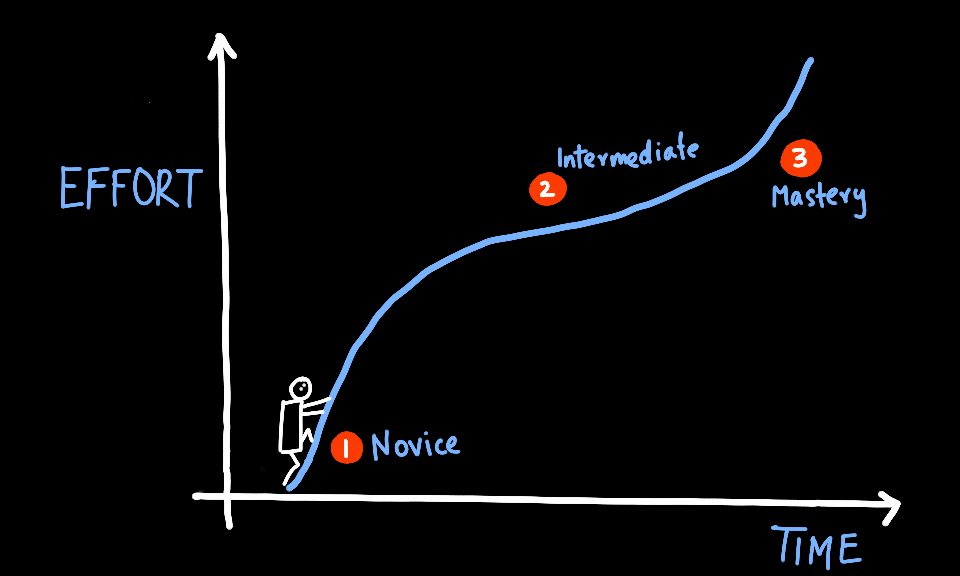 EFFORT
2 Intermediate
3
Mastery
1 Novice
TIME